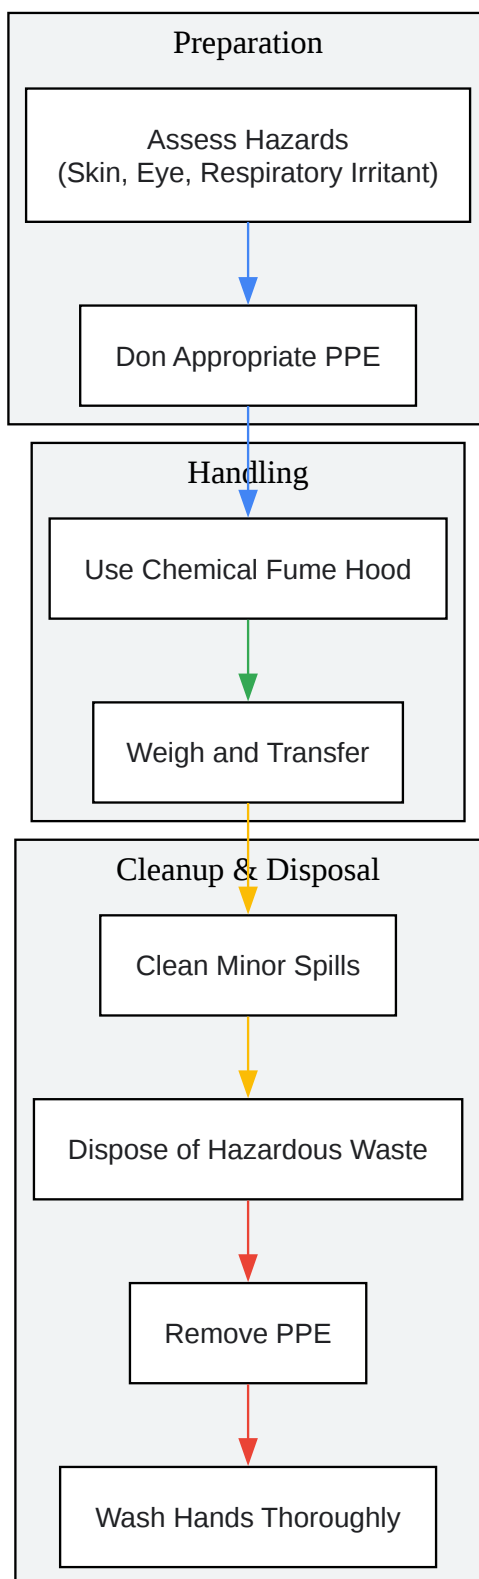 Preparation
Assess Hazards
(Skin, Eye, Respiratory Irritant)
Don Appropriate PPE
Handling
Use Chemical Fume Hood
Weigh and Transfer
Cleanup & Disposal
Clean Minor Spills
Dispose of Hazardous Waste
Remove PPE
Wash Hands Thoroughly